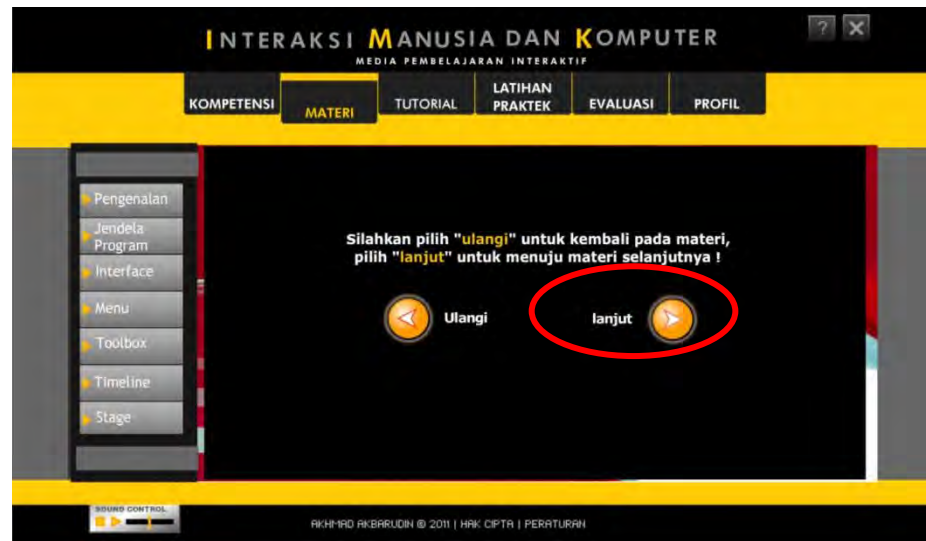 INTERAKSI MANUSIA DAN KOMPUTER
MEDIA PEMBELAJARAN INTERAKTIF
?
KOMPETENSI
MATERI
TUTORIAL
LATIHAN
PRAKTEK
EVALUASI
PROFIL
Pengenalan
Jendela
Program
Interface
Menu
Toolbox
Timeline
Stage
Silahkan pilih "ulangi" untuk kembali pada materi,
pilih "lanjut" untuk menuju materi selanjutnya !
Ulangi
lanjut
SOUND CONTROL
AKHMAD AKBARUDIN © 2011 | HAK CIPTA | PERATURAN